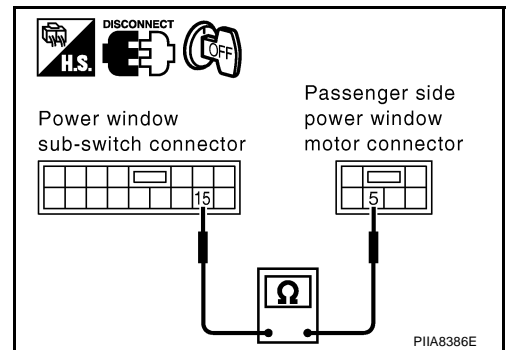 DISCONNECT
H.S.
OFF
Power window
sub-switch connector
Passenger side
power window
motor connector
15
5
Ω
PIIA8386E